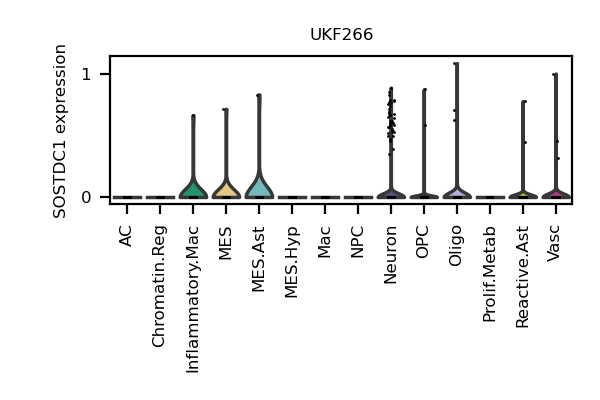 UKF266
SOSTDC1 expression
1
0
AC
Chromatin.Reg
Inflammatory.Mac
MES
MES.Ast
MES.Hyp
Mac
NPC
Neuron
OPC
Oligo
Prolif.Metab
Reactive.Ast
Vasc